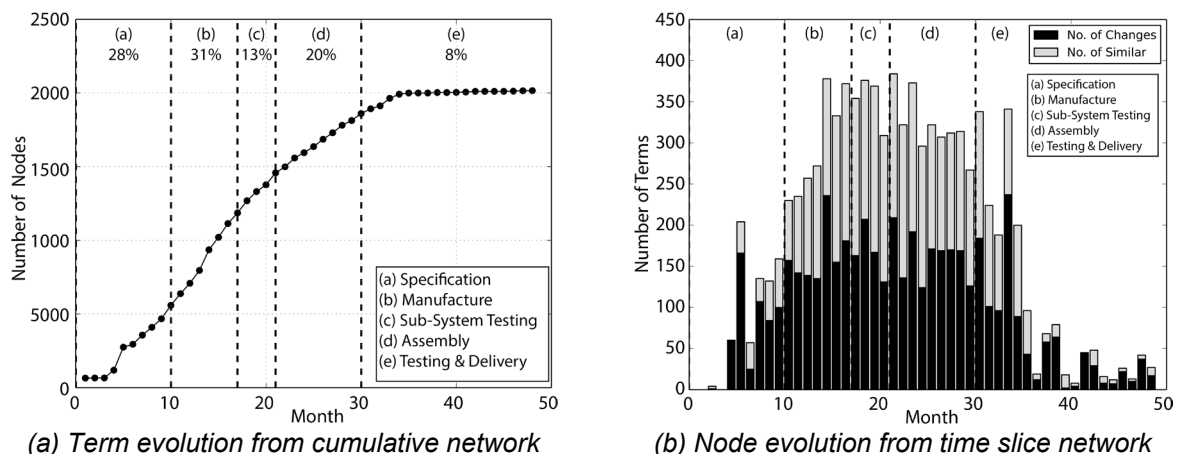 2500
2000
1500
1000
5000
0
Number of Nodes
(a)
28%
(b)
31%
(c)
13%
(d)
20%
(e)
8%
(a) Specification
(b) Manufacture
(c) Sub-System Testing
(d) Assembly
(e) Testing & Delivery
0 10 20 30 40 50
Month
(a) Term evolution from cumulative network
450
400
350
300
250
200
150
100
50
0
Number of Terms
(a) (b) (c) (d) (e)
No. of Changes
No. of Similar
(a) Specification
(b) Manufacture
(c) Sub-System Testing
(d) Assembly
(e) Testing & Delivery
0 10 20 30 40 50
Month
(b) Node evolution from time slice network